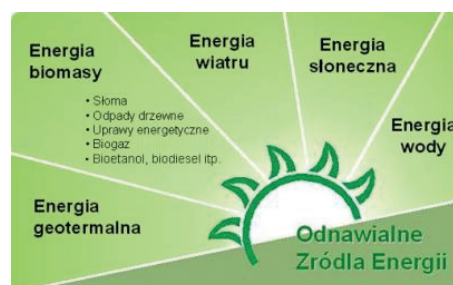 Energia
biomasy
• Słoma
• Odpady drzewne
• Uprawy energetyczne
• Biogaz
• Bioetanol, biodiesel itp.
Energia
wiatru
Energia
słoneczna
Energia
wody
Energia
geotermalna
Odnawialne
Zródla Energii